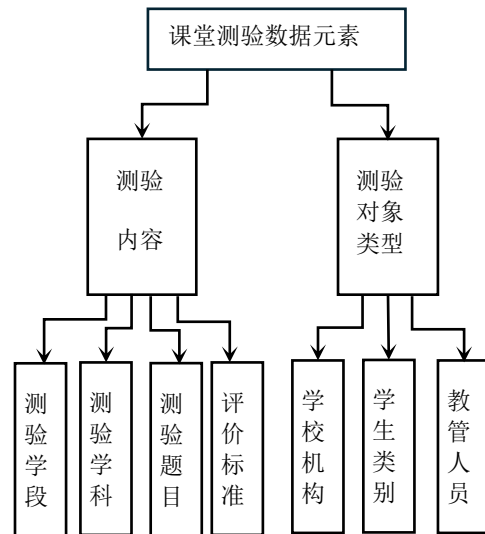 课堂测验数据元素
测验
内容
测验
对象
类型
测验学段
测验学科
测验题目
评价标准
学校机构
学生类别
教管人员